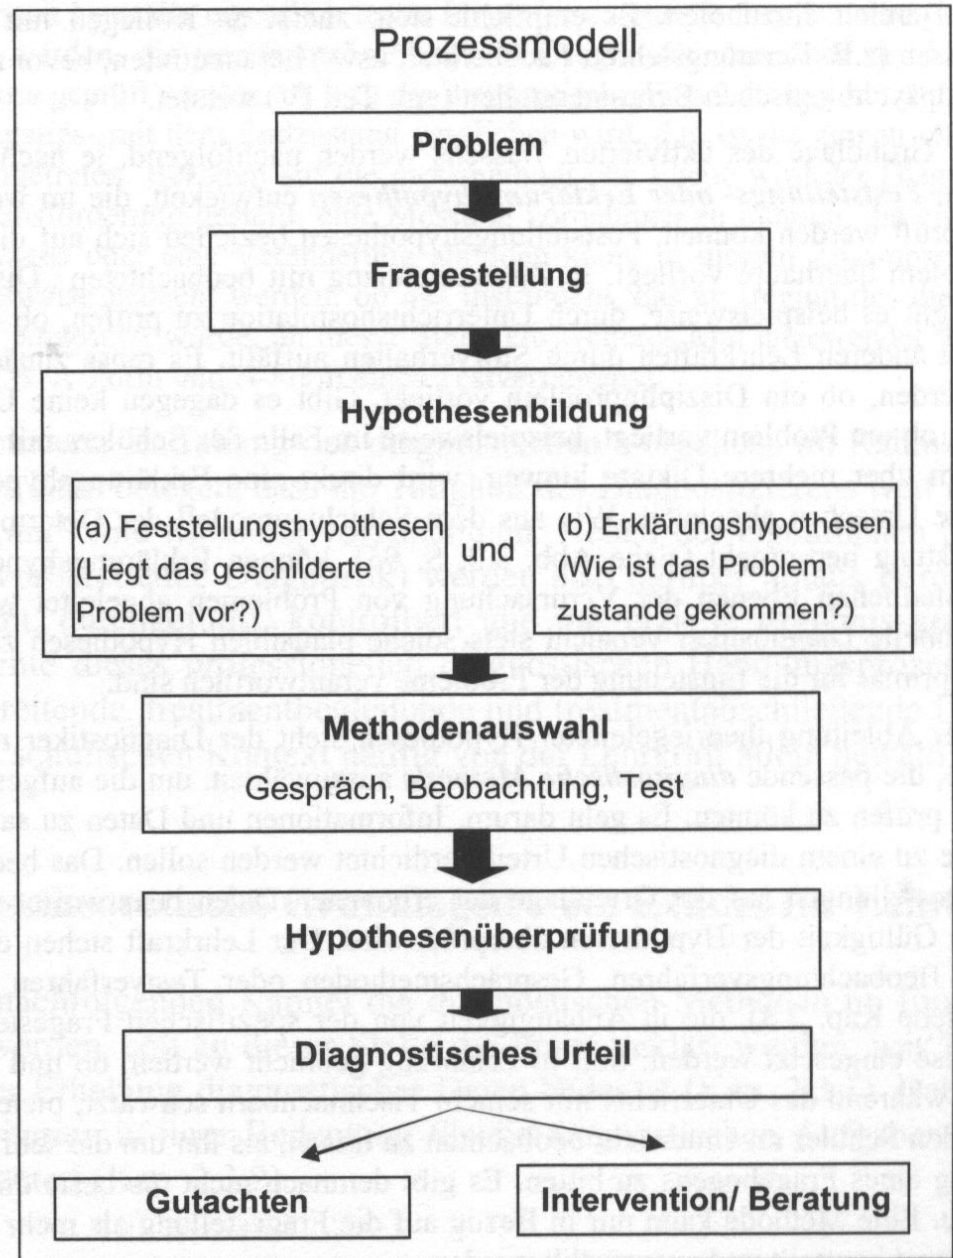 Prozessmodell
Problem
Fragestellung
Hypothesenbildung
(a) Feststellungshypothesen
(Liegt das geschilderte
Problem vor?)
und
(b) Erklärungshypothesen
(Wie ist das Problem
zustande gekommen?)
Methodenauswahl
Gespräch, Beobachtung, Test
Hypothesenüberprüfung
Diagnostisches Urteil
Gutachten
Intervention/ Beratung